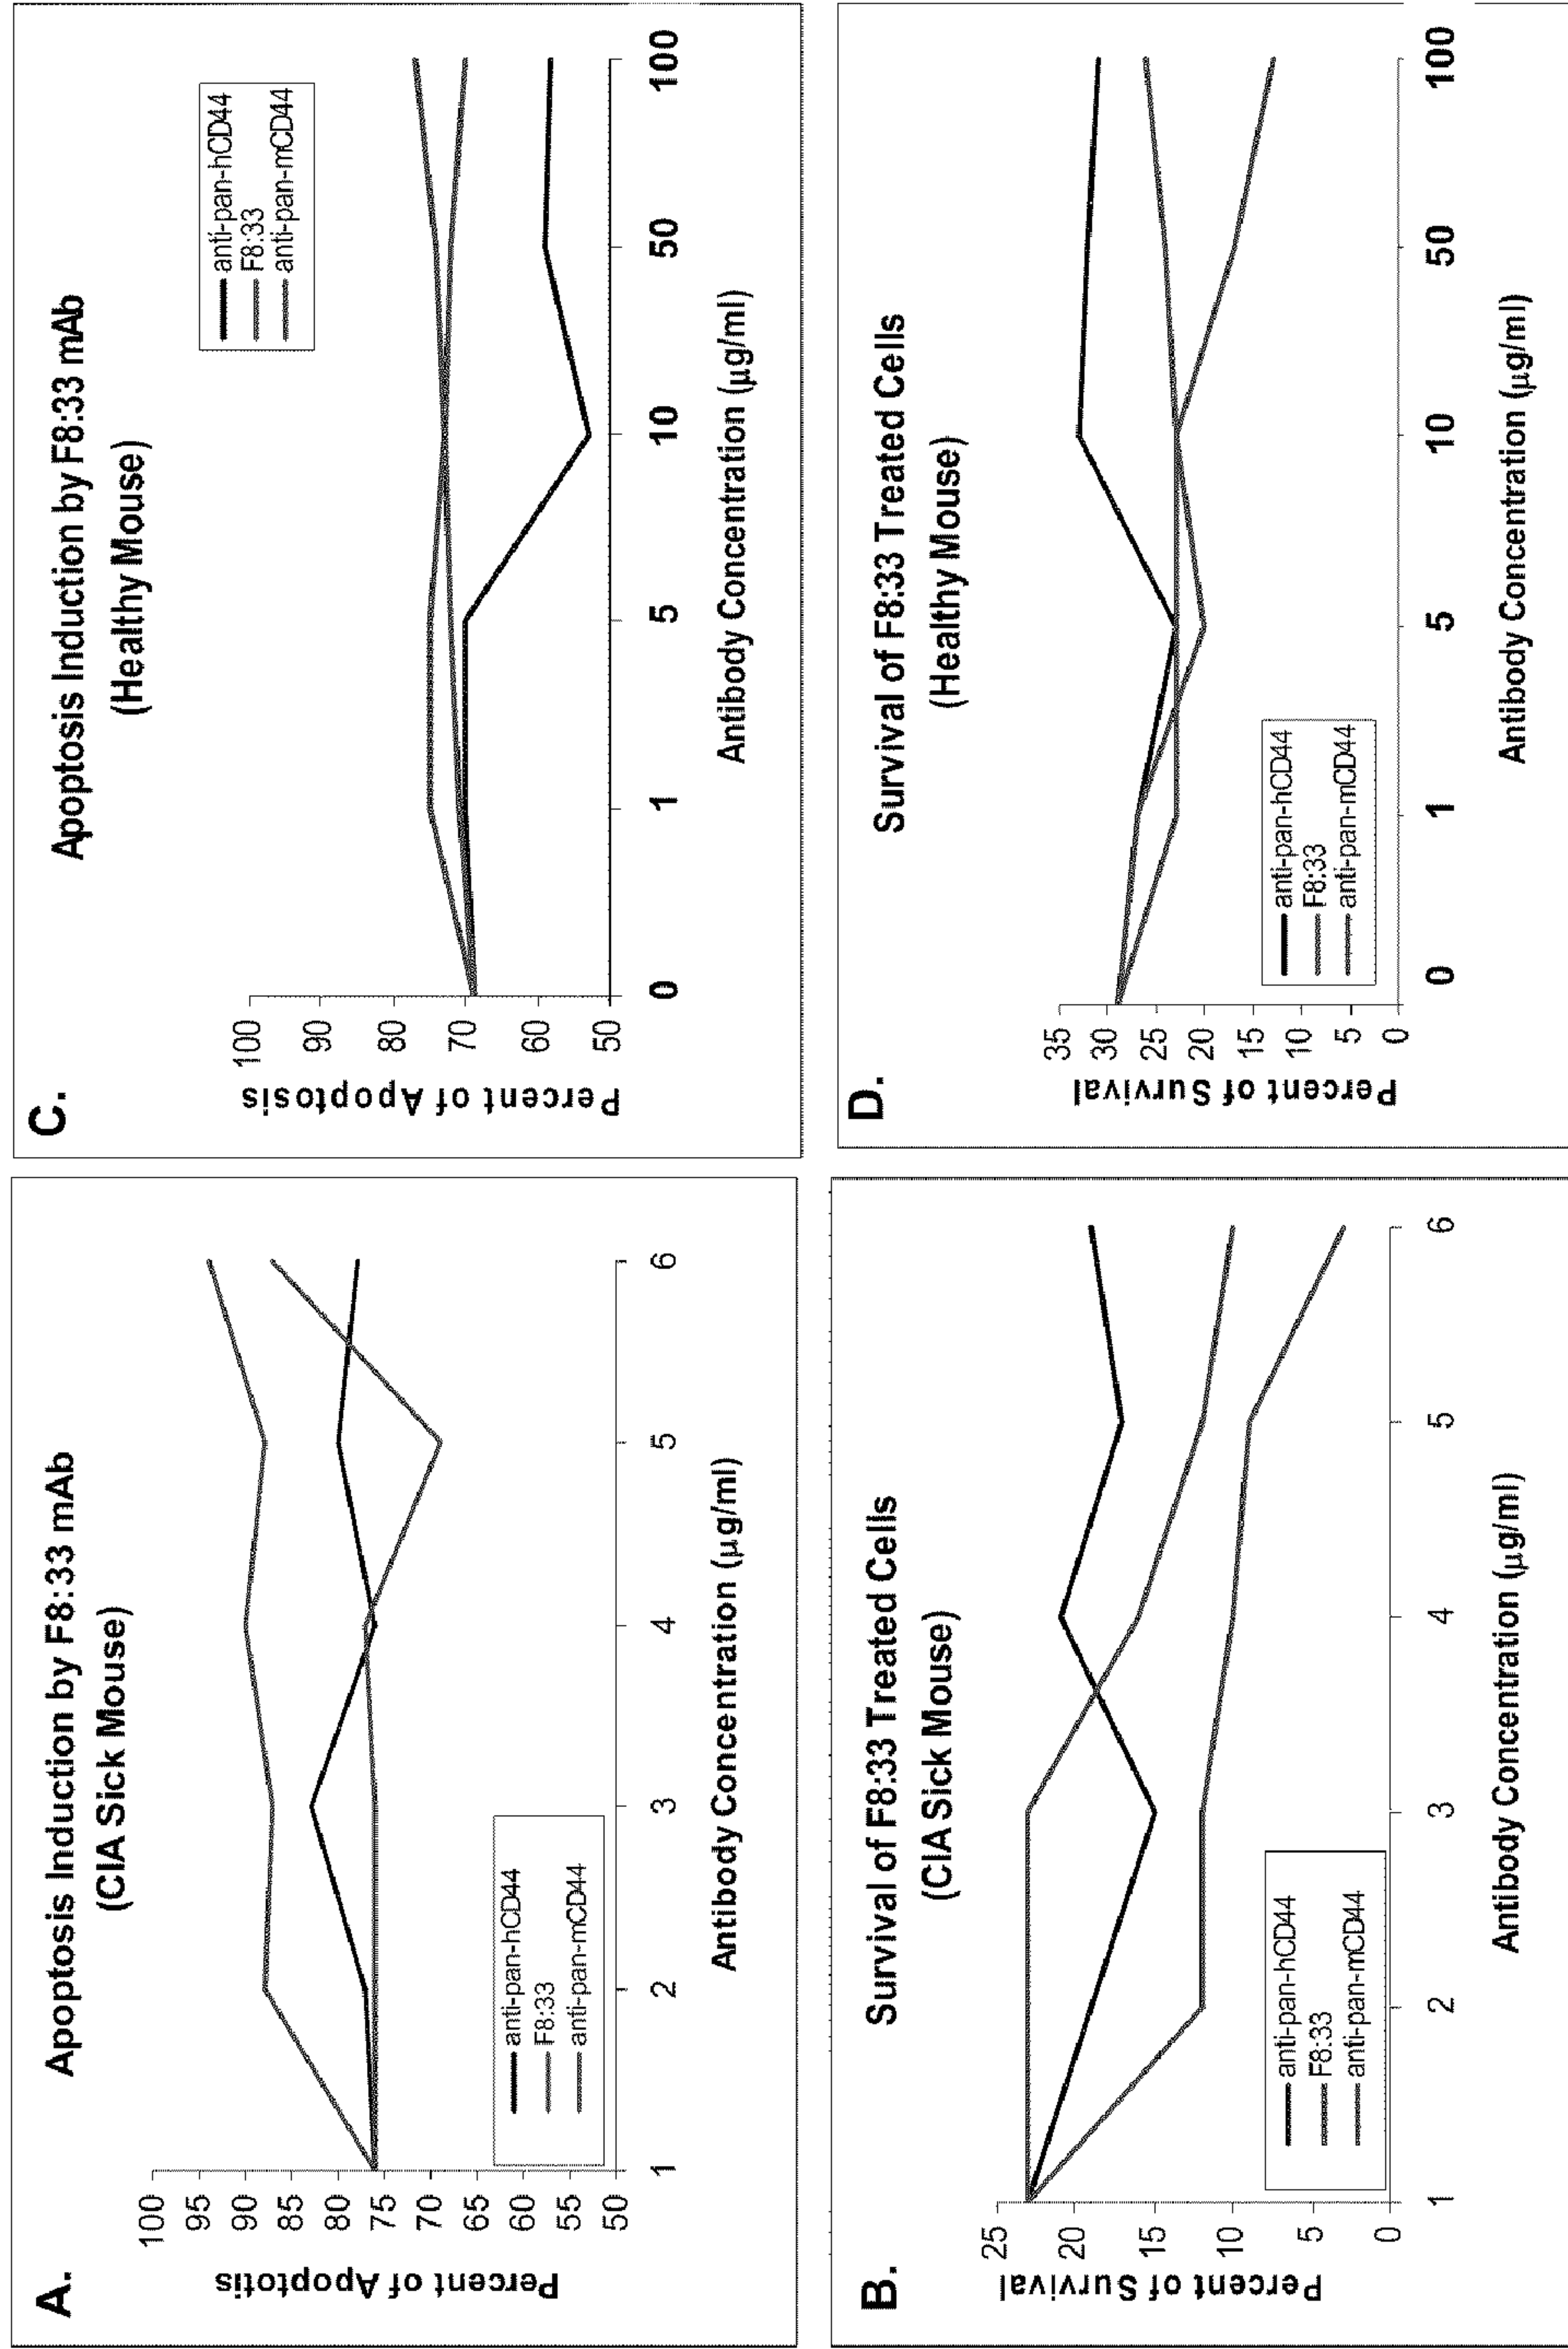 A.
Apoptosis Induction by F8:33 mAb
(CIA Sick Mouse)
Percent of Apoptotis
100
95
90
85
80
75
70
65
60
55
50
anti-pan-hCD44
F8:33
anti-pan-mCD44
1 2 3 4 5 6
Antibody Concentration (µg/ml)
B.
Survival of F8:33 Treated Cells
(CIA Sick Mouse)
Percent of Survival
25
20
15
10
5
0
anti-pan-hCD44
F8:33
anti-pan-mCD44
1 2 3 4 5 6
Antibody Concentration (µg/ml)
C.
Apoptosis Induction by F8:33 mAb
(Healthy Mouse)
Percent of Apoptosis
100
90
80
70
60
50
anti-pan-hCD44
F8:33
anti-pan-mCD44
0 1 5 10 50 100
Antibody Concentration (µg/ml)
D.
Survival of F8:33 Treated Cells
(Healthy Mouse)
Percent of Survival
35
30
25
20
15
10
5
0
anti-pan-hCD44
F8:33
anti-pan-mCD44
0 1 5 10 50 100
Antibody Concentration (µg/ml)